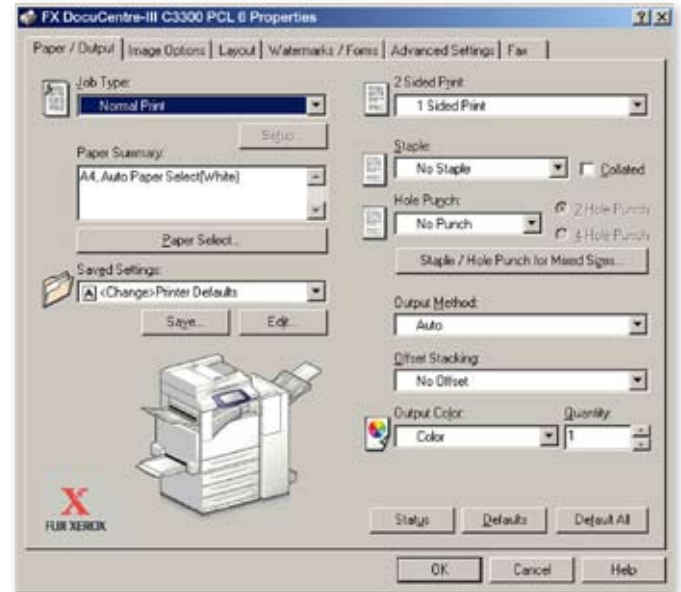 FX DocuCentre-III C3300 PCL 6 Properties
Paper / Output Image Options Layout Watermarks / Forms Advanced Settings Fax
Job Type:
Normal Print
Setup...
Paper Summary:
A4, Auto Paper Select(White)
Paper Select...
Saved Settings:
<Change>Printer Defaults
Save... Edit...
FUJI XEROX
2 Sided Print
1 Sided Print
Staple:
No Staple
Collated
Hole Punch:
No Punch
2 Hole Punch
4 Hole Punch
Staple / Hole Punch for Mixed Sizes...
Output Method:
Auto
Offset Stacking:
No Offset
Output Color: Quantity:
Color 1
Status Defaults Default All
OK Cancel Help